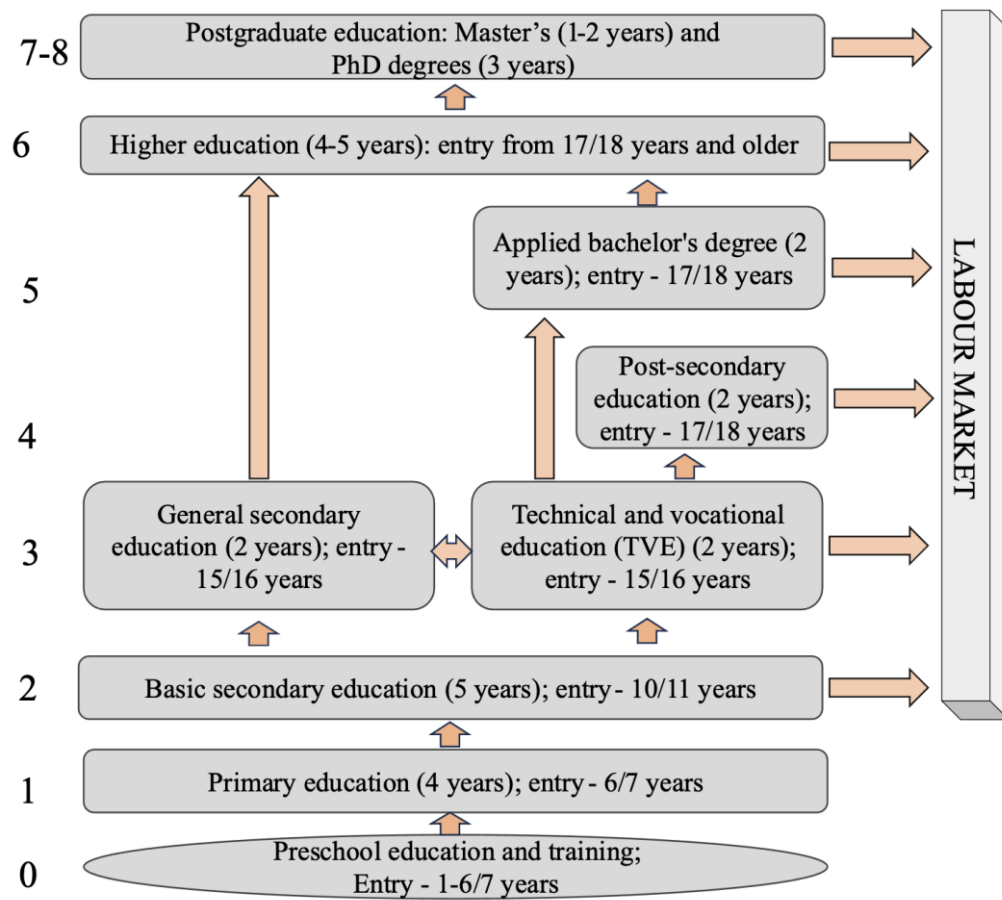 7-8
Postgraduate education: Master's (1-2 years) and
PhD degrees (3 years)
6
Higher education (4-5 years): entry from 17/18 years and older
5
Applied bachelor's degree (2
years); entry - 17/18 years
4
Post-secondary
education (2 years);
entry - 17/18 years
3
General secondary
education (2 years); entry -
15/16 years
Technical and vocational
education (TVE) (2 years);
entry - 15/16 years
2
Basic secondary education (5 years); entry - 10/11 years
1
Primary education (4 years); entry - 6/7 years
0
Preschool education and training;
Entry - 1-6/7 years
LABOUR MARKET